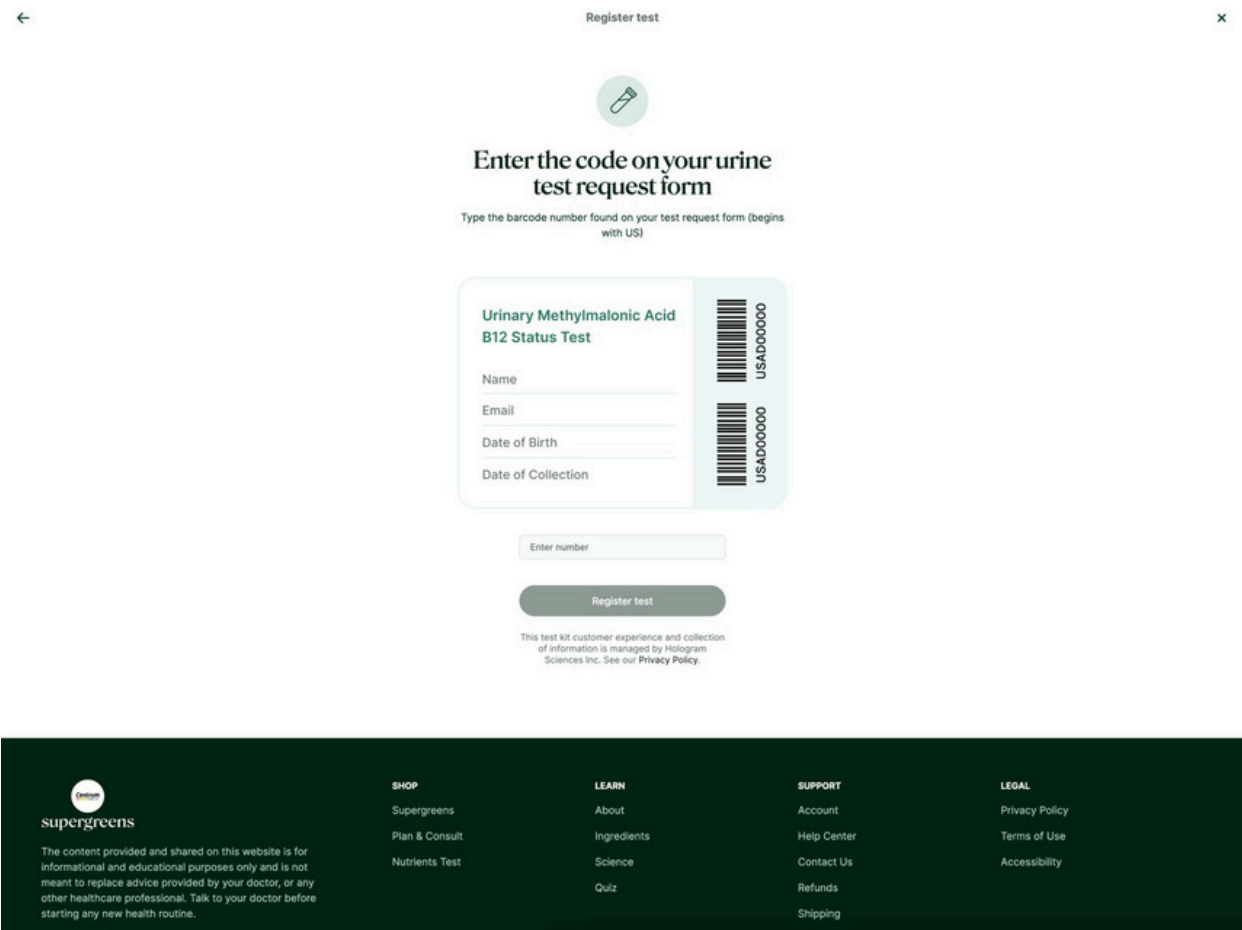 Register test
Enter the code on your urine
test request form
Type the barcode number found on your test request form (begins
with US)
Urinary Methylmalonic Acid
B12 Status Test
Name
Email
Date of Birth
Date of Collection
USAD00000
USAD00000
Enter number
Register test
This test kit customer experience and collection
of information is managed by Hologram
Sciences Inc. See our Privacy Policy.
Centrum
supergreens
The content provided and shared on this website is for
informational and educational purposes only and is not
meant to replace advice provided by your doctor, or any
other healthcare professional. Talk to your doctor before
starting any new health routine.
SHOP
Supergreens
Plan & Consult
Nutrients Test
LEARN
About
Ingredients
Science
Quiz
SUPPORT
Account
Help Center
Contact Us
Refunds
Shipping
LEGAL
Privacy Policy
Terms of Use
Accessibility